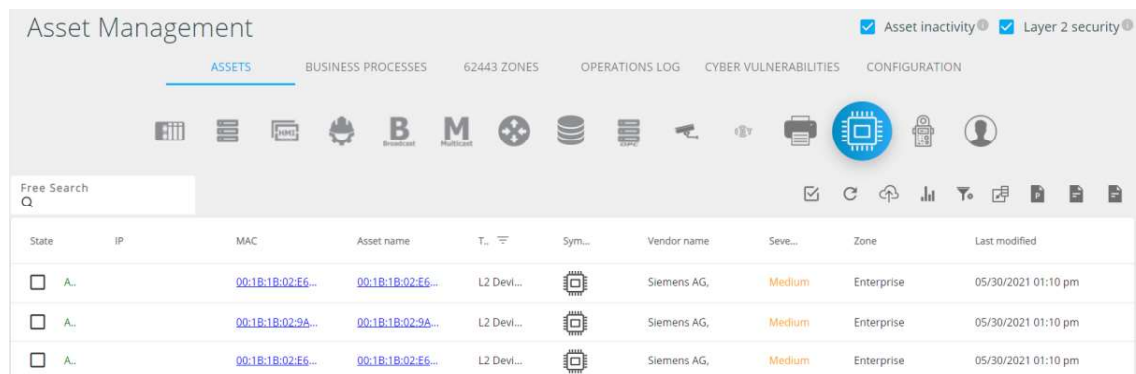 Asset Management
Asset inactivity Layer 2 security
ASSETS BUSINESS PROCESSES 62443 ZONES OPERATIONS LOG CYBER VULNERABILITIES CONFIGURATION
HMI B Broadcast M Multicast OPC
Free Search
State IP MAC Asset name T.. Sym... Vendor name Seve... Zone Last modified
A.. 00:1B:1B:02:E6... 00:1B:1B:02:E6... L2 Devi... Siemens AG, Medium Enterprise 05/30/2021 01:10 pm
A.. 00:1B:1B:02:9A... 00:1B:1B:02:9A... L2 Devi... Siemens AG, Medium Enterprise 05/30/2021 01:10 pm
A.. 00:1B:1B:02:E6... 00:1B:1B:02:E6... L2 Devi... Siemens AG, Medium Enterprise 05/30/2021 01:10 pm